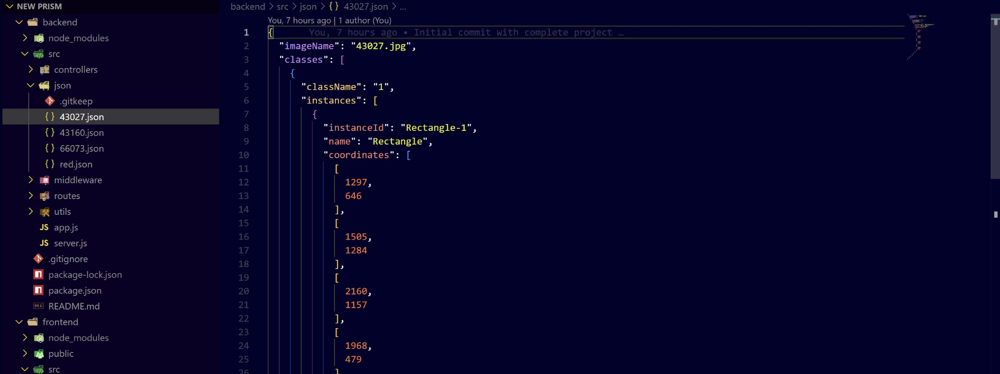 NEW PRISM
backend
node_modules
src
controllers
json
.gitkeep
43027.json
43160.json
66073.json
red.json
middleware
routes
utils
JS app.js
JS server.js
.gitignore
package-lock.json
package.json
README.md
frontend
node_modules
public
src
backend > src > json > {} 43027.json > ...
You, 7 hours ago | 1 author (You)
1 { You, 7 hours ago • Initial commit with complete project …
2 "imageName": "43027.jpg",
3 "classes": [
4 {
5 "className": "1",
6 "instances": [
7 {
8 "instanceId": "Rectangle-1",
9 "name": "Rectangle",
10 "coordinates": [
11 [
12 1297,
13 646
14 ],
15 [
16 1505,
17 1284
18 ],
19 [
20 2160,
21 1157
22 ],
23 [
24 1968,
25 479
26 ]